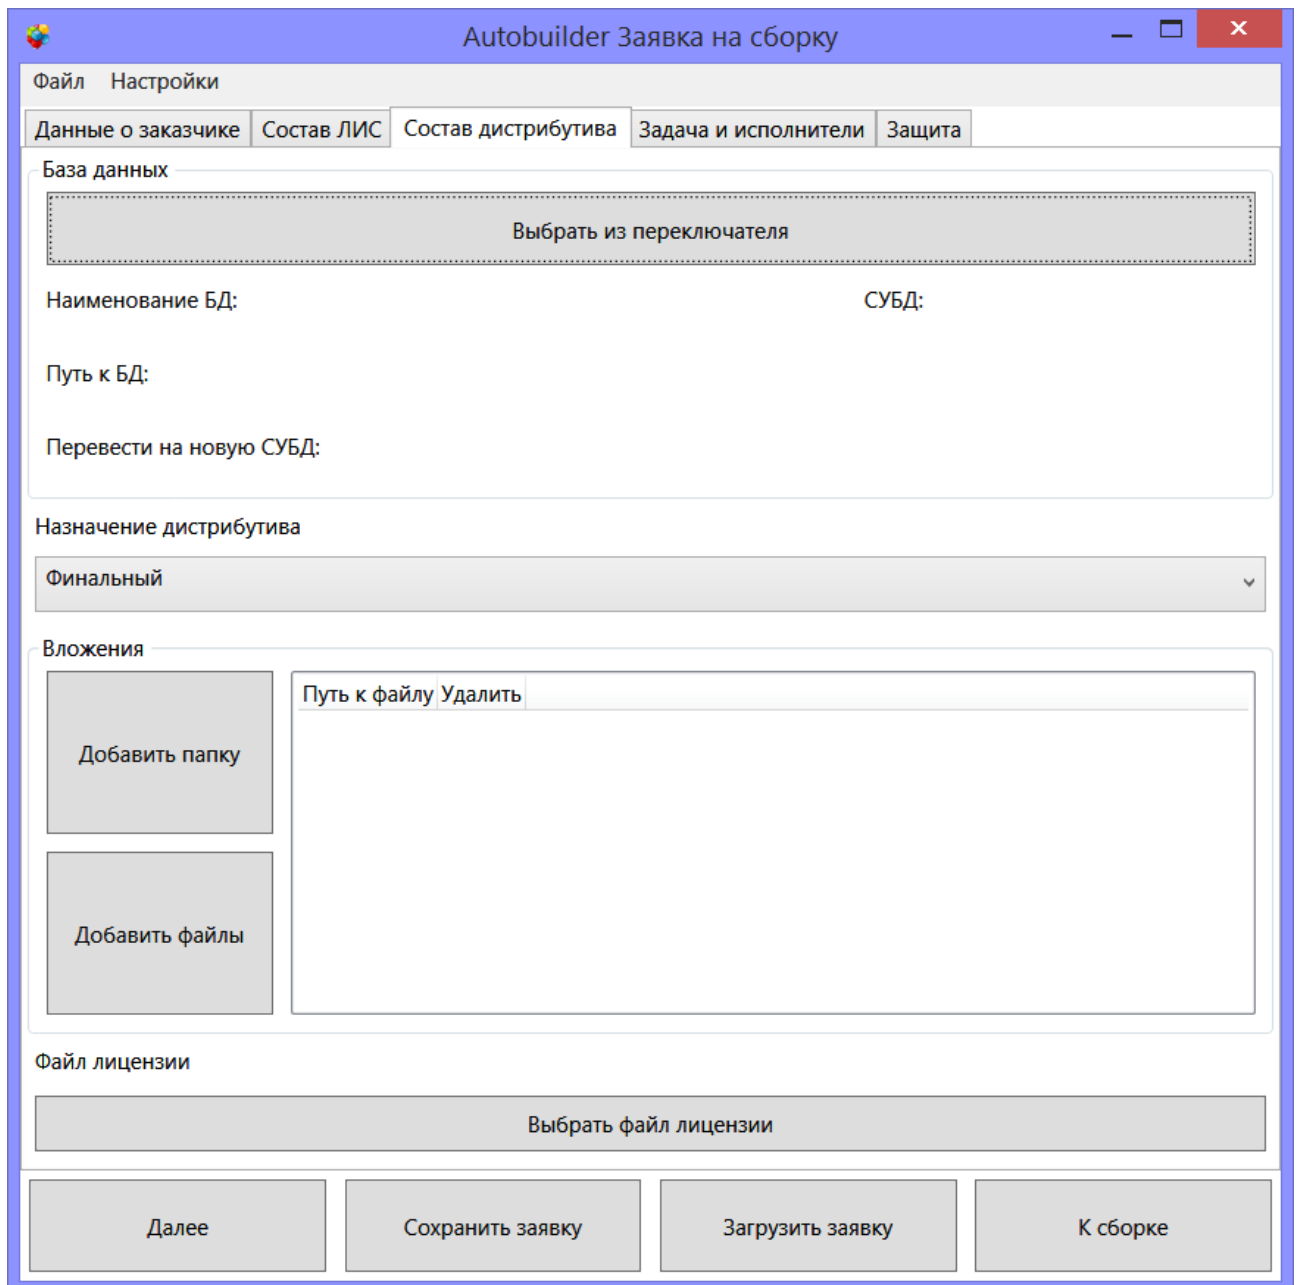 Autobuilder Заявка на сборку
Файл Настройки
Данные о заказчике Состав ЛИС Состав дистрибутива Задача и исполнители Защита
База данных
Выбрать из переключателя
Наименование БД: СУБД:
Путь к БД:
Перевести на новую СУБД:
Назначение дистрибутива
Финальный
Вложения
Путь к файлу Удалить
Добавить папку
Добавить файлы
Файл лицензии
Выбрать файл лицензии
Далее Сохранить заявку Загрузить заявку К сборке